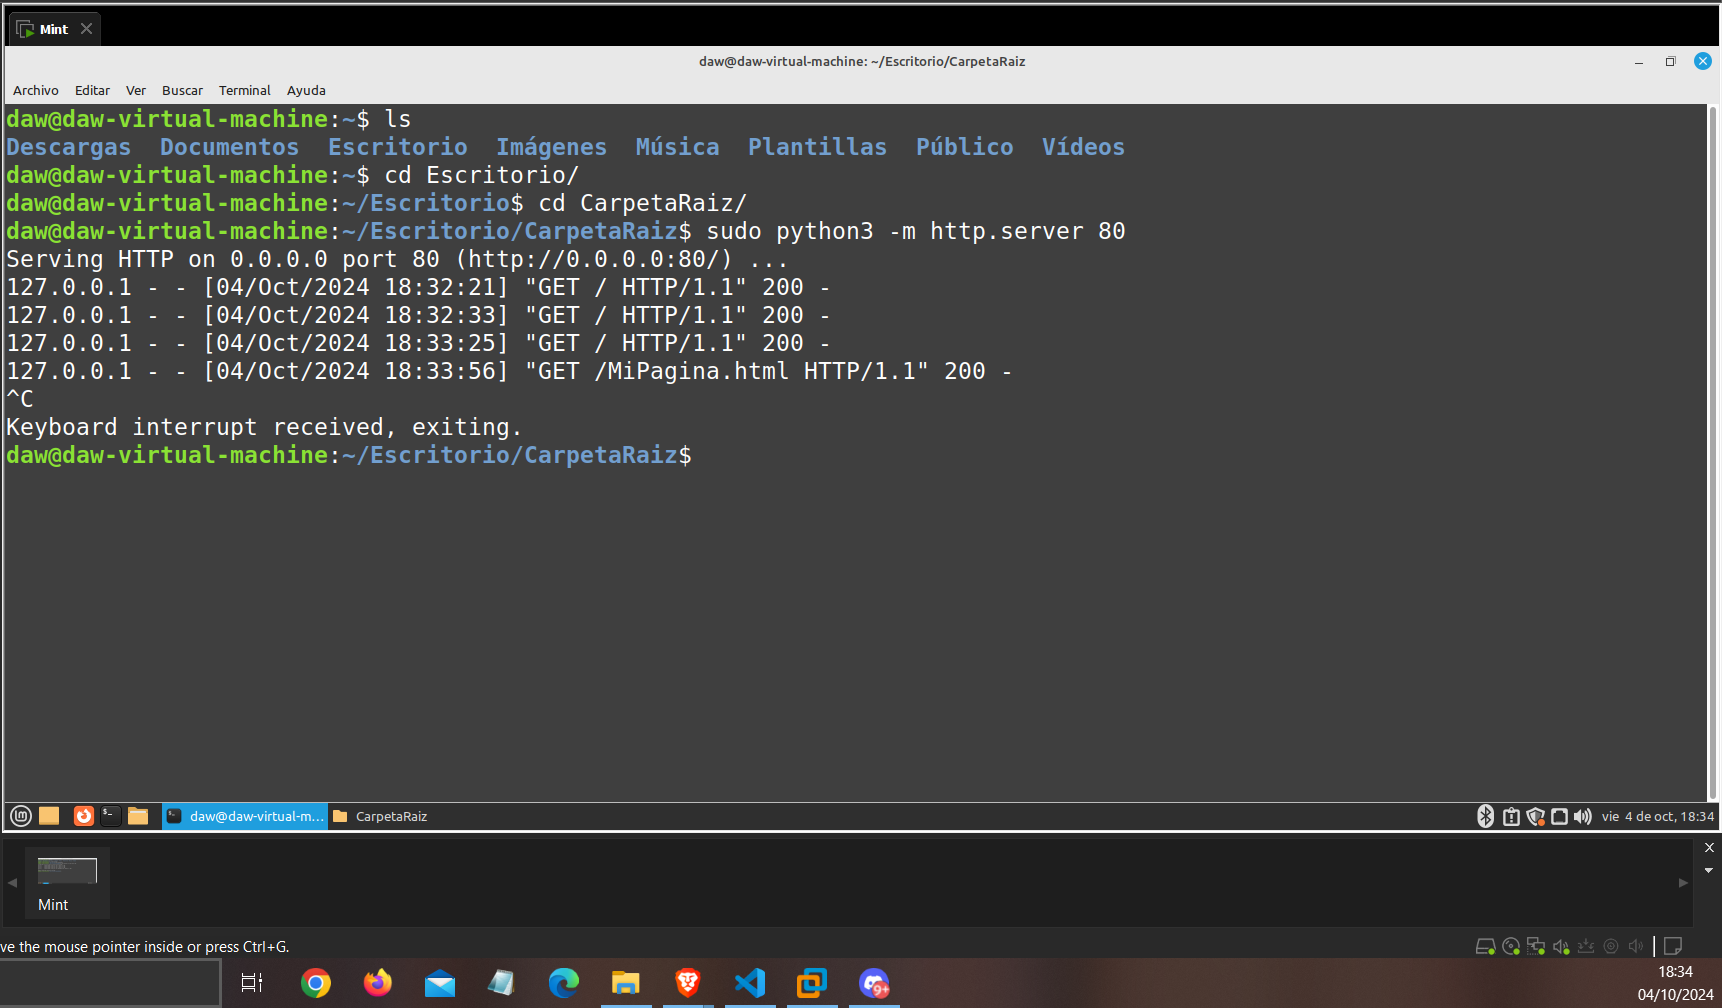 Mint
daw@daw-virtual-machine: ~/Escritorio/CarpetaRaiz
Archivo Editar Ver Buscar Terminal Ayuda
daw@daw-virtual-machine:~$ ls
Descargas Documentos Escritorio Imágenes Música Plantillas Público Vídeos
daw@daw-virtual-machine:~$ cd Escritorio/
daw@daw-virtual-machine:~/Escritorio$ cd CarpetaRaiz/
daw@daw-virtual-machine:~/Escritorio/CarpetaRaiz$ sudo python3 -m http.server 80
Serving HTTP on 0.0.0.0 port 80 (http://0.0.0.0:80/) ...
127.0.0.1 - - [04/Oct/2024 18:32:21] "GET / HTTP/1.1" 200 -
127.0.0.1 - - [04/Oct/2024 18:32:33] "GET / HTTP/1.1" 200 -
127.0.0.1 - - [04/Oct/2024 18:33:25] "GET / HTTP/1.1" 200 -
127.0.0.1 - - [04/Oct/2024 18:33:56] "GET /MiPagina.html HTTP/1.1" 200 -
^C
Keyboard interrupt received, exiting.
daw@daw-virtual-machine:~/Escritorio/CarpetaRaiz$
daw@daw-virtual-m... CarpetaRaiz vie 4 de oct, 18:34
Mint
ve the mouse pointer inside or press Ctrl+G.
9+
18:34
04/10/2024